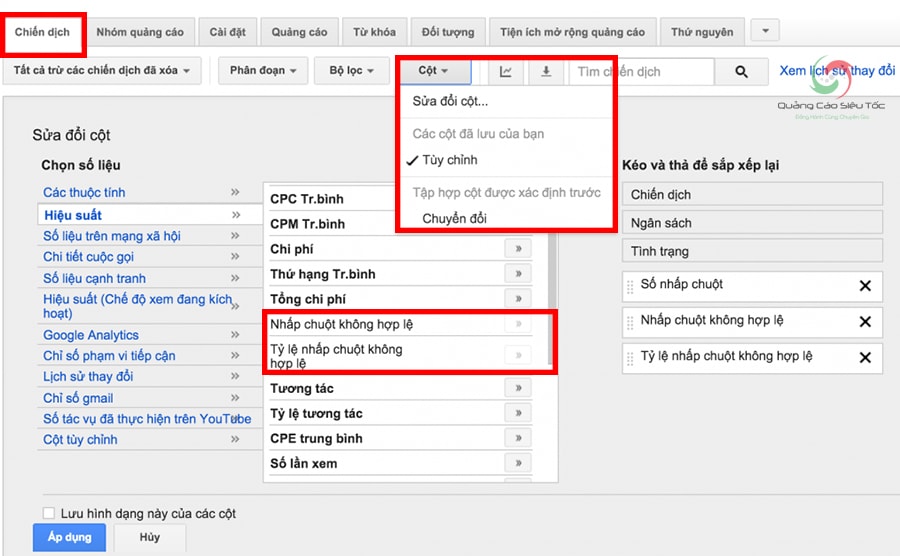 Chiến dịch
Nhóm quảng cáo
Cài đặt
Quảng cáo
Từ khóa
Đối tượng
Tiện ích mở rộng quảng cáo
Thứ nguyên
Tất cả trừ các chiến dịch đã xóa
Phân đoạn
Bộ lọc
Cột
Tìm chiến dịch
Xem lịch sử thay đổi
QUẢNG CÁO SIÊU TỐC
Đồng Hành Cùng Chuyên Gia
Sửa đổi cột...
Các cột đã lưu của bạn
Tùy chỉnh
Tập hợp cột được xác định trước
Chuyển đổi
Sửa đổi cột
Chọn số liệu
Các thuộc tính »
Hiệu suất »
Số liệu trên mạng xã hội »
Chi tiết cuộc gọi »
Số liệu cạnh tranh »
Hiệu suất (Chế độ xem đang kích »
hoạt)
Google Analytics »
Chỉ số phạm vi tiếp cận »
Lịch sử thay đổi »
Chỉ số gmail »
Số tác vụ đã thực hiện trên YouTube »
Cột tùy chỉnh »
CPC Tr.bình
CPM Tr.bình
Chi phí »
Thứ hạng Tr.bình »
Tổng chi phí »
Nhấp chuột không hợp lệ »
Tỷ lệ nhấp chuột không »
hợp lệ
Tương tác »
Tỷ lệ tương tác »
CPE trung bình »
Số lần xem »
Kéo và thả để sắp xếp lại
Chiến dịch
Ngân sách
Tình trạng
Số nhấp chuột
Nhấp chuột không hợp lệ
Tỷ lệ nhấp chuột không hợp lệ
Lưu hình dạng này của các cột
Áp dụng
Hủy